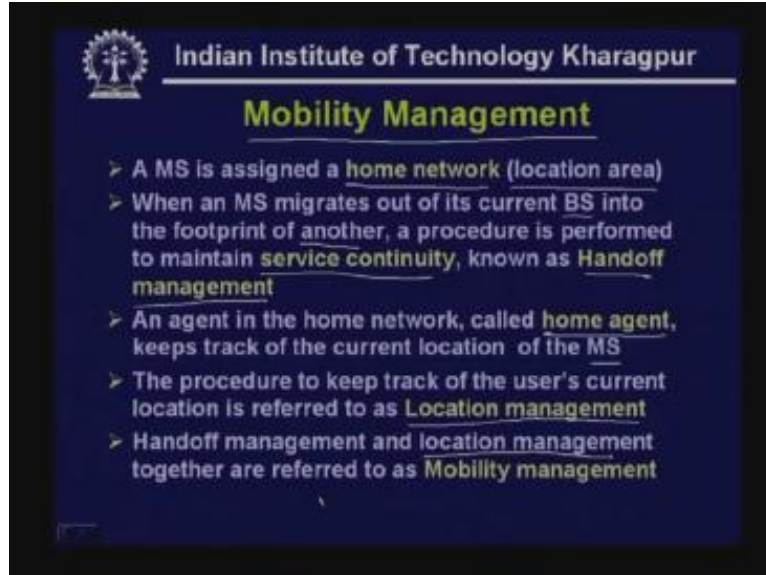 Indian Institute of Technology Kharagpur
Mobility Management
➢ A MS is assigned a home network (location area)
➢ When an MS migrates out of its current BS into
the footprint of another, a procedure is performed
to maintain service continuity, known as Handoff
management
➢ An agent in the home network, called home agent,
keeps track of the current location of the MS
➢ The procedure to keep track of the user's current
location is referred to as Location management
➢ Handoff management and location management
together are referred to as Mobility management